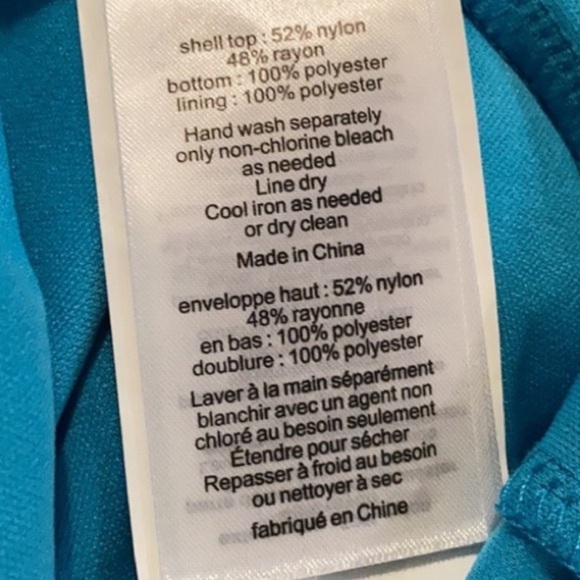 shell top : 52% nylon
48% rayon
bottom : 100% polyester
lining : 100% polyester
Hand wash separately
only non-chlorine bleach
as needed
Line dry
Cool iron as needed
or dry clean
Made in China
enveloppe haut : 52% nylon
48% rayonne
en bas : 100% polyester
doublure : 100% polyester
Laver à la main séparément
blanchir avec un agent non
chloré au besoin seulement
Étendre pour sécher
Repasser à froid au besoin
ou nettoyer à sec
fabriqué en Chine